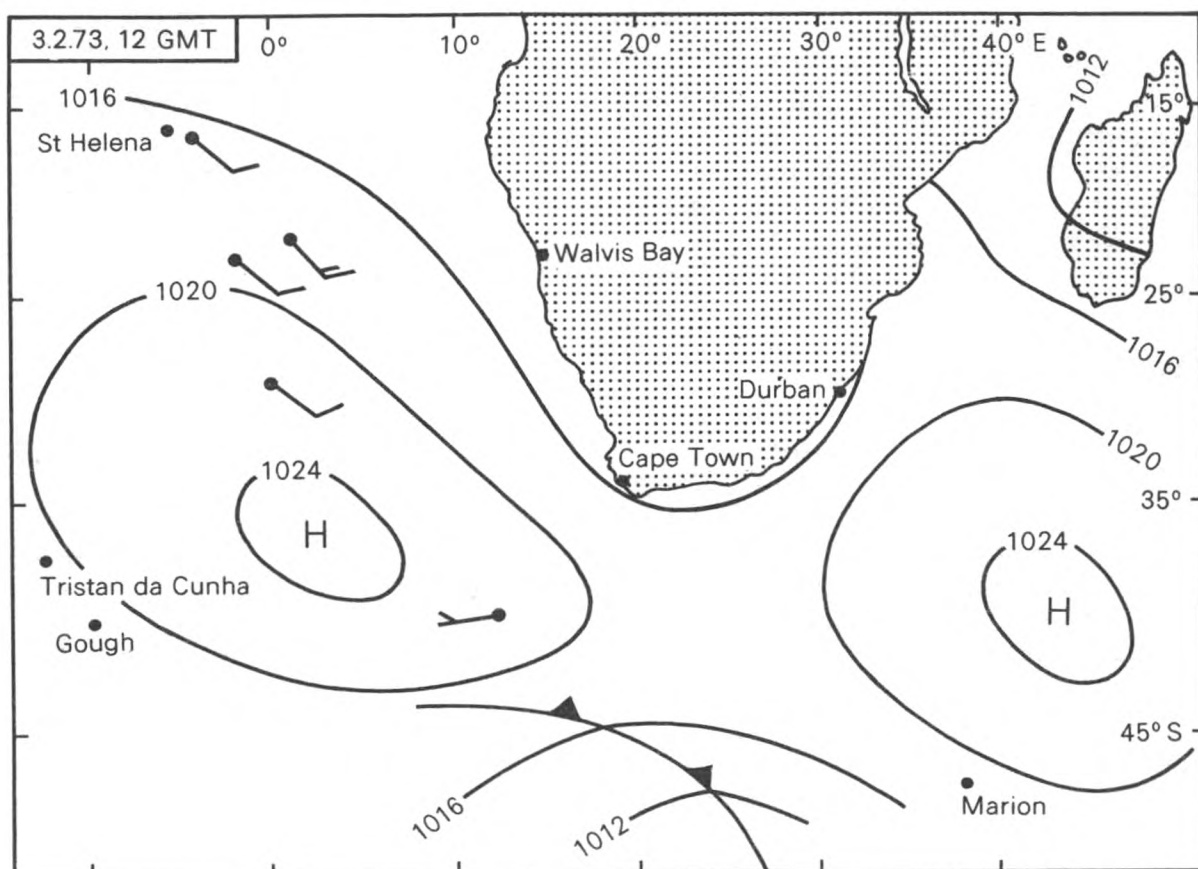 3.2.73, 12 GMT
0° 10° 20° 30° 40° E
1012
1016
15°
St Helena
Walvis Bay
1020
25°
1016
Durban
1020
Cape Town
1024
35°
H
1024
Tristan da Cunha
H
Gough
45° S
Marion
1016
1012